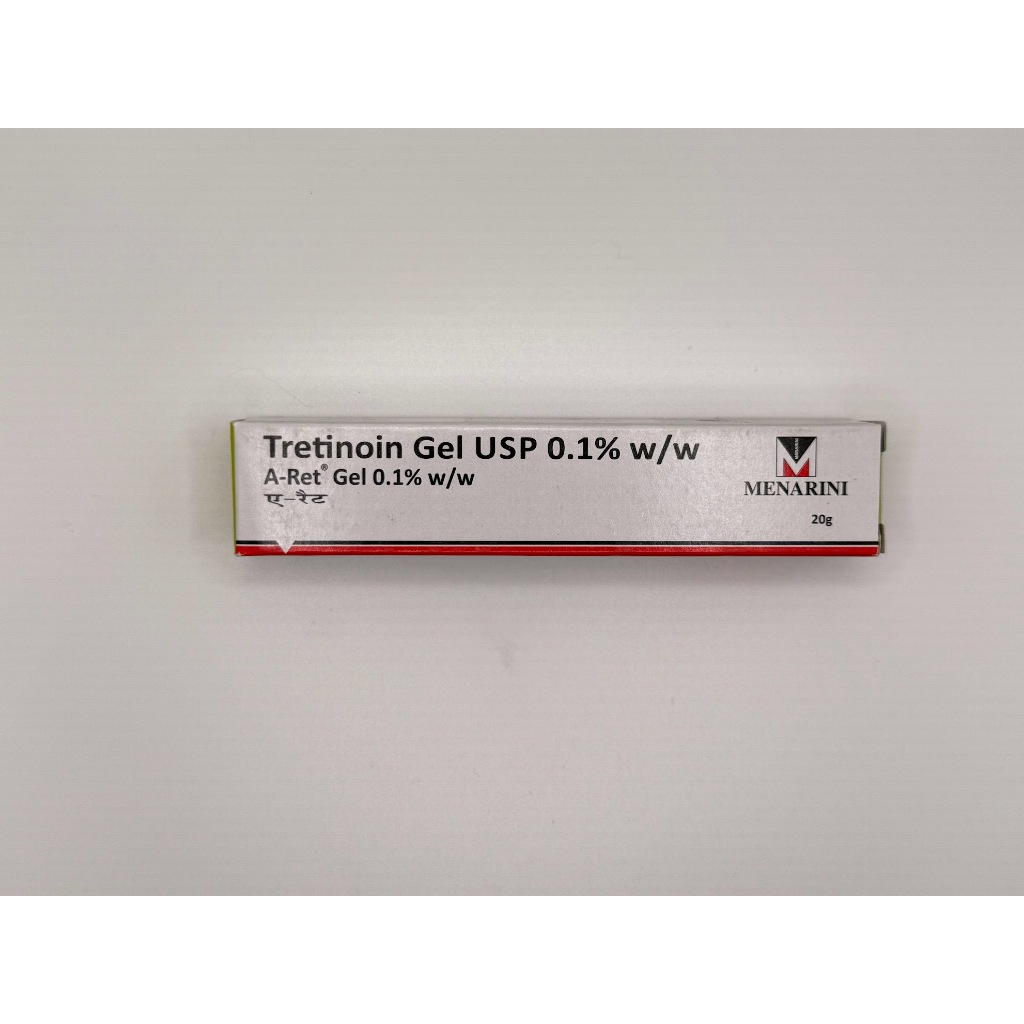 Tretinoin Gel USP 0.1% w/w
A-Ret® Gel 0.1% w/w
ए-रैट
MENARINI
20g